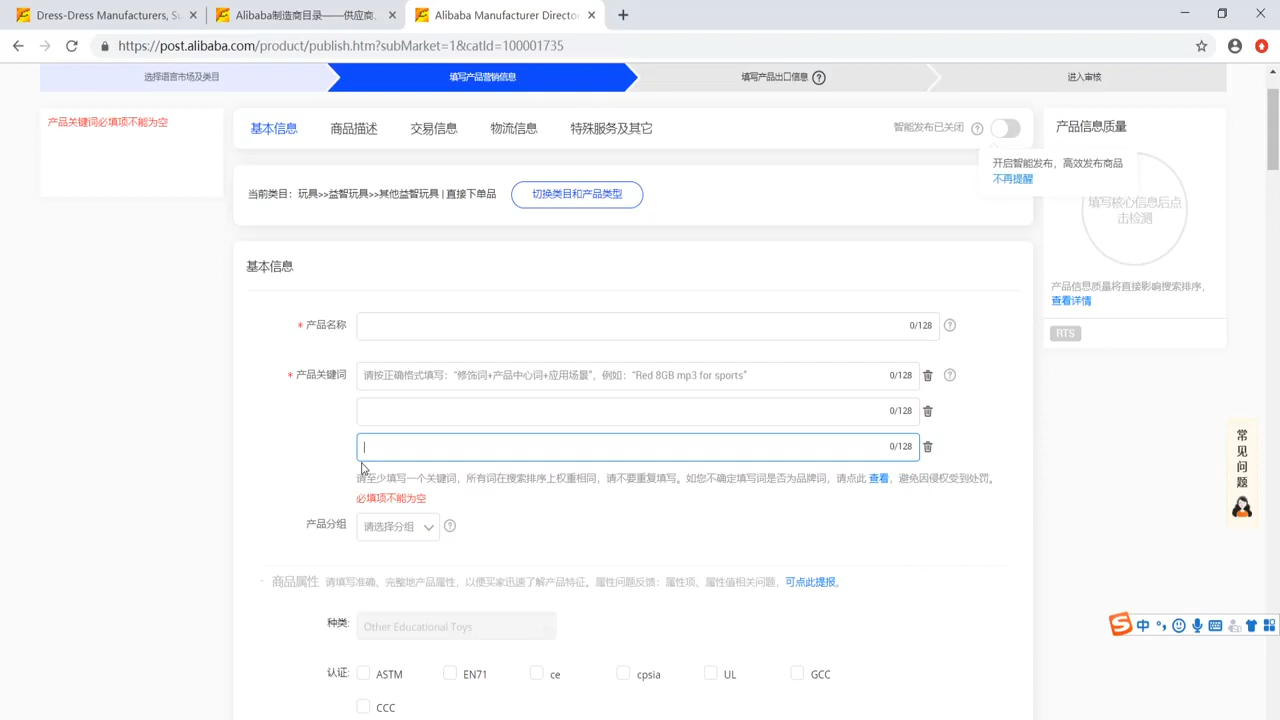 Dress-Dress Manufacturers, Su
Alibaba制造商目录——供应商、
Alibaba Manufacturer Directo
https://post.alibaba.com/product/publish.htm?subMarket=1&catId=100001735
选择语言市场及类目
填写产品营销信息
填写产品出口信息
进入审核
产品关键词必填项不能为空
基本信息
商品描述
交易信息
物流信息
特殊服务及其它
智能发布已关闭
产品信息质量
开启智能发布，高效发布商品
不再提醒
当前类目：玩具>>益智玩具>>其他益智玩具 | 直接下单品
切换类目和产品类型
填写核心信息后点
击检测
基本信息
产品信息质量将直接影响搜索排序，
查看详情
* 产品名称
0/128
RTS
* 产品关键词
请按正确格式填写："修饰词+产品中心词+应用场景"，例如："Red 8GB mp3 for sports"
0/128
0/128
0/128
请至少填写一个关键词，所有词在搜索排序上权重相同，请不要重复填写。如您不确定填写词是否为品牌词，请点此 查看，避免因侵权受到处罚。
必填项不能为空
产品分组
请选择分组
商品属性 请填写准确、完整地产品属性，以便买家迅速了解产品特征。属性问题反馈：属性项、属性值相关问题，可点此提报。
种类:
Other Educational Toys
认证:
ASTM
EN71
ce
cpsia
UL
GCC
CCC
常
见
问
题
S
中